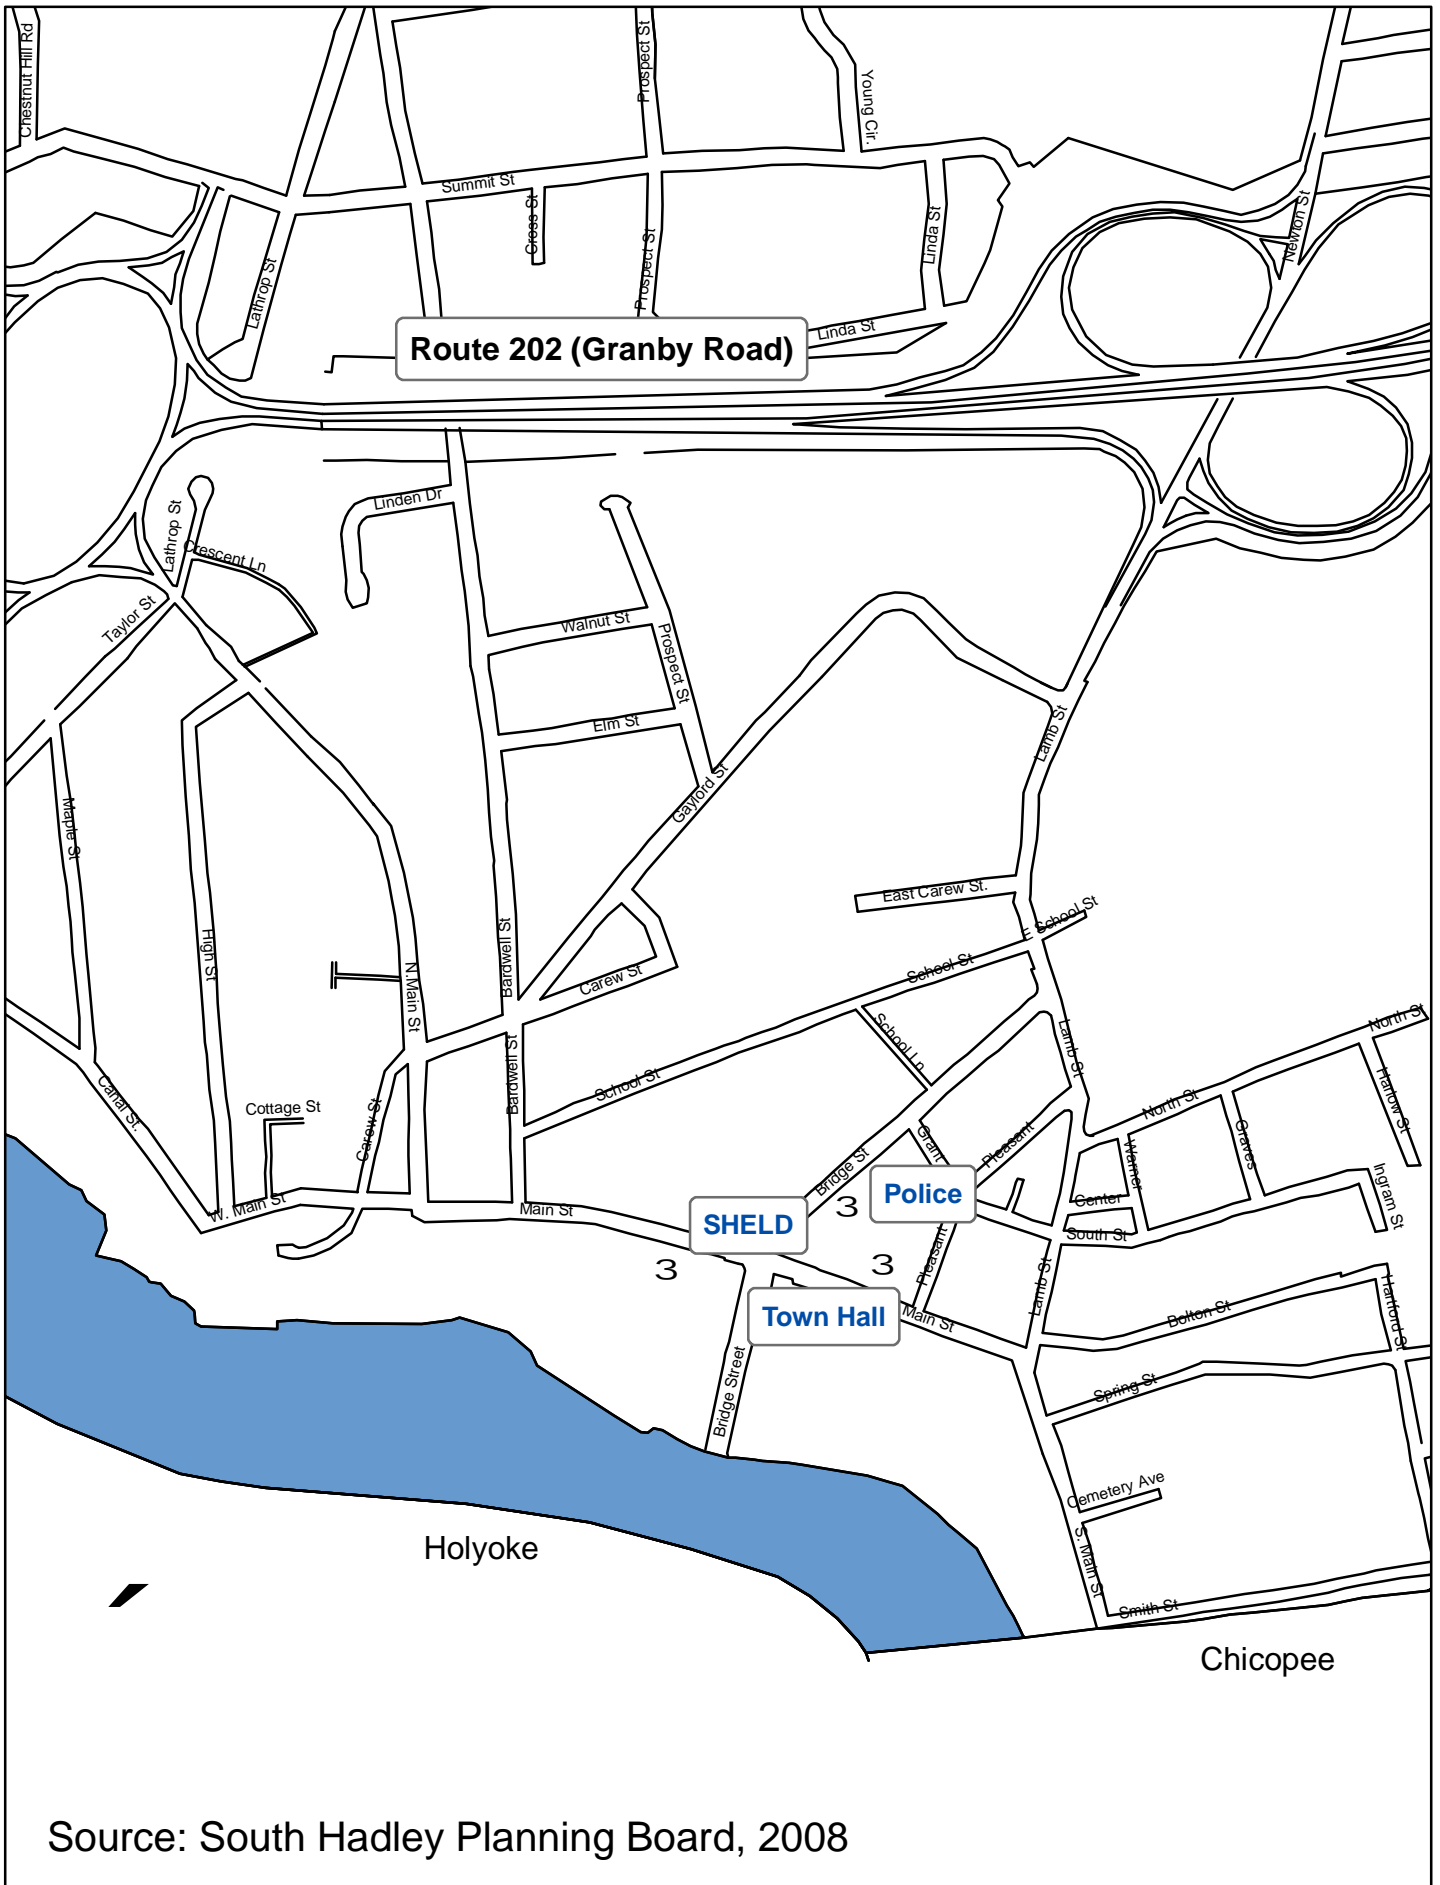 Chestnut Hill Rd
Prospect St
Young Cir.
Summit St
Cross St
Prospect St
Linda St
Newton St
Lathrop St
Linda St
Route 202 (Granby Road)
Linden Dr
Lathrop St
Crescent Ln
Taylor St
Walnut St
Prospect St
Elm St
Lamb St
Gaylord St
Maple St
East Carew St.
E School St
High St
N.Main St
Bardwell St
Carew St
School St
School Ln
Lamb St
North St
Canal St.
Cottage St
Carew St
Bardwell St
School St
North St
Harlow St
Grant
Pleasant
Warner
Graves
Ingram St
Bridge St
Police
Center
W. Main St
Main St
SHELD
3
South St
3
3
Pleasant
Lamb St
Town Hall
Main St
Bolton St
Hartford St
Bridge Street
Spring St
Cemetery Ave
S. Main St
Holyoke
Smith St
Chicopee
Source: South Hadley Planning Board, 2008